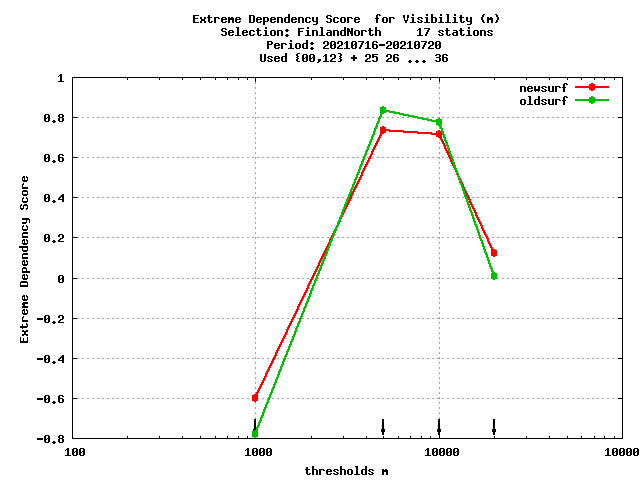 Extreme Dependency Score  for Visibility (m)
Selection: FinlandNorth     17 stations
Period: 20210716-20210720
Used {00,12} + 25 26 ... 36
newsurf
oldsurf
1
0.8
0.6
0.4
0.2
0
-0.2
-0.4
-0.6
-0.8
Extreme Dependency Score
100
1000
10000
10000
thresholds m